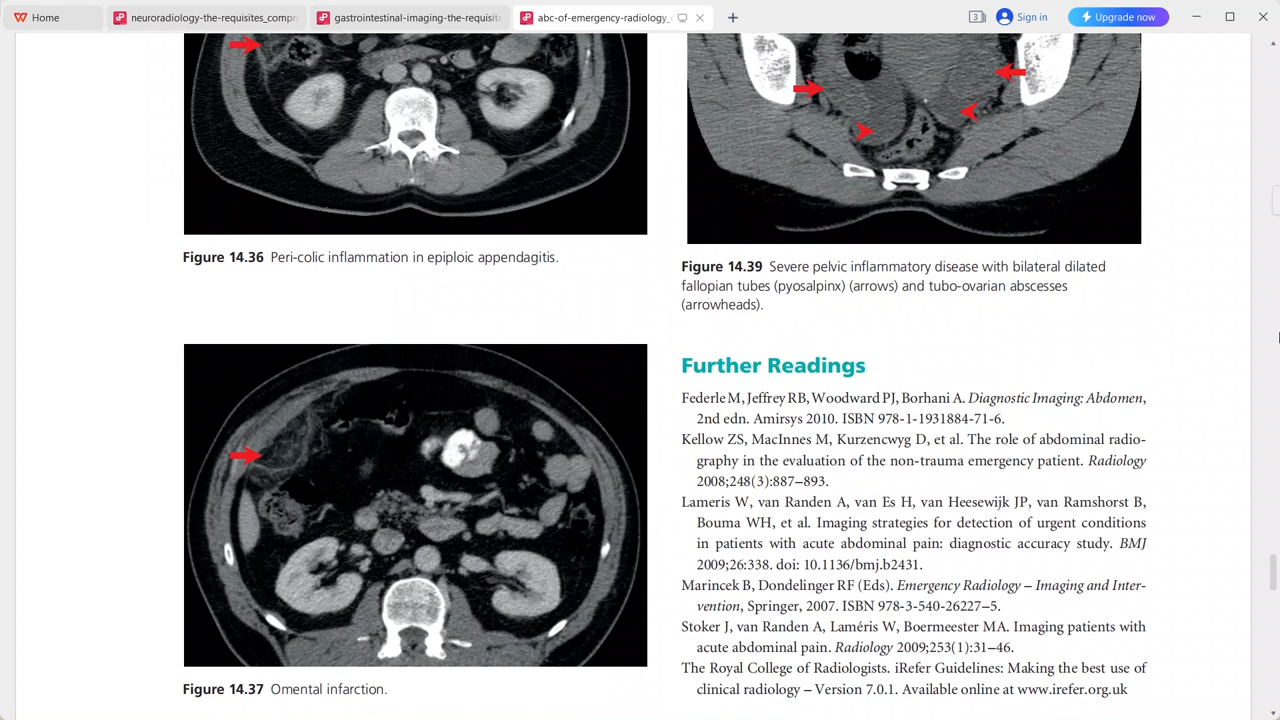 Home
neuroradiology-the-requisites_compr
gastrointestinal-imaging-the-requisite
abc-of-emergency-radiology_
3
Sign in
Upgrade now
Figure 14.36 Peri-colic inflammation in epiploic appendagitis.
Figure 14.37 Omental infarction.
Figure 14.39 Severe pelvic inflammatory disease with bilateral dilated
fallopian tubes (pyosalpinx) (arrows) and tubo-ovarian abscesses
(arrowheads).
Further Readings
Federle M, Jeffrey RB, Woodward PJ, Borhani A. Diagnostic Imaging: Abdomen,
2nd edn. Amirsys 2010. ISBN 978-1-1931884-71-6.
Kellow ZS, MacInnes M, Kurzencwyg D, et al. The role of abdominal radio-
graphy in the evaluation of the non-trauma emergency patient. Radiology
2008;248(3):887–893.
Lameris W, van Randen A, van Es H, van Heesewijk JP, van Ramshorst B,
Bouma WH, et al. Imaging strategies for detection of urgent conditions
in patients with acute abdominal pain: diagnostic accuracy study. BMJ
2009;26:338. doi: 10.1136/bmj.b2431.
Marincek B, Dondelinger RF (Eds). Emergency Radiology – Imaging and Inter-
vention, Springer, 2007. ISBN 978-3-540-26227–5.
Stoker J, van Randen A, Laméris W, Boermeester MA. Imaging patients with
acute abdominal pain. Radiology 2009;253(1):31–46.
The Royal College of Radiologists. iRefer Guidelines: Making the best use of
clinical radiology – Version 7.0.1. Available online at www.irefer.org.uk